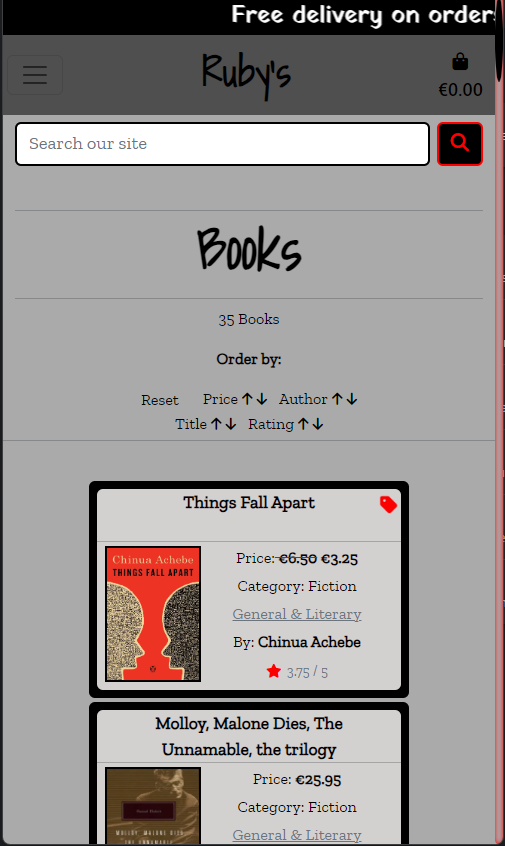 Free delivery on orders
Ruby's
€0.00
Search our site
Books
35 Books
Order by:
Reset Price ↑↓ Author ↑↓
Title ↑↓ Rating ↑↓
Things Fall Apart
Chinua Achebe
THINGS FALL APART
Price: €6.50 €3.25
Category: Fiction
General & Literary
By: Chinua Achebe
3.75 / 5
Molloy, Malone Dies, The
Unnamable, the trilogy
Price: €25.95
Category: Fiction
General & Literary
MOLLOY, MALONE DIES,